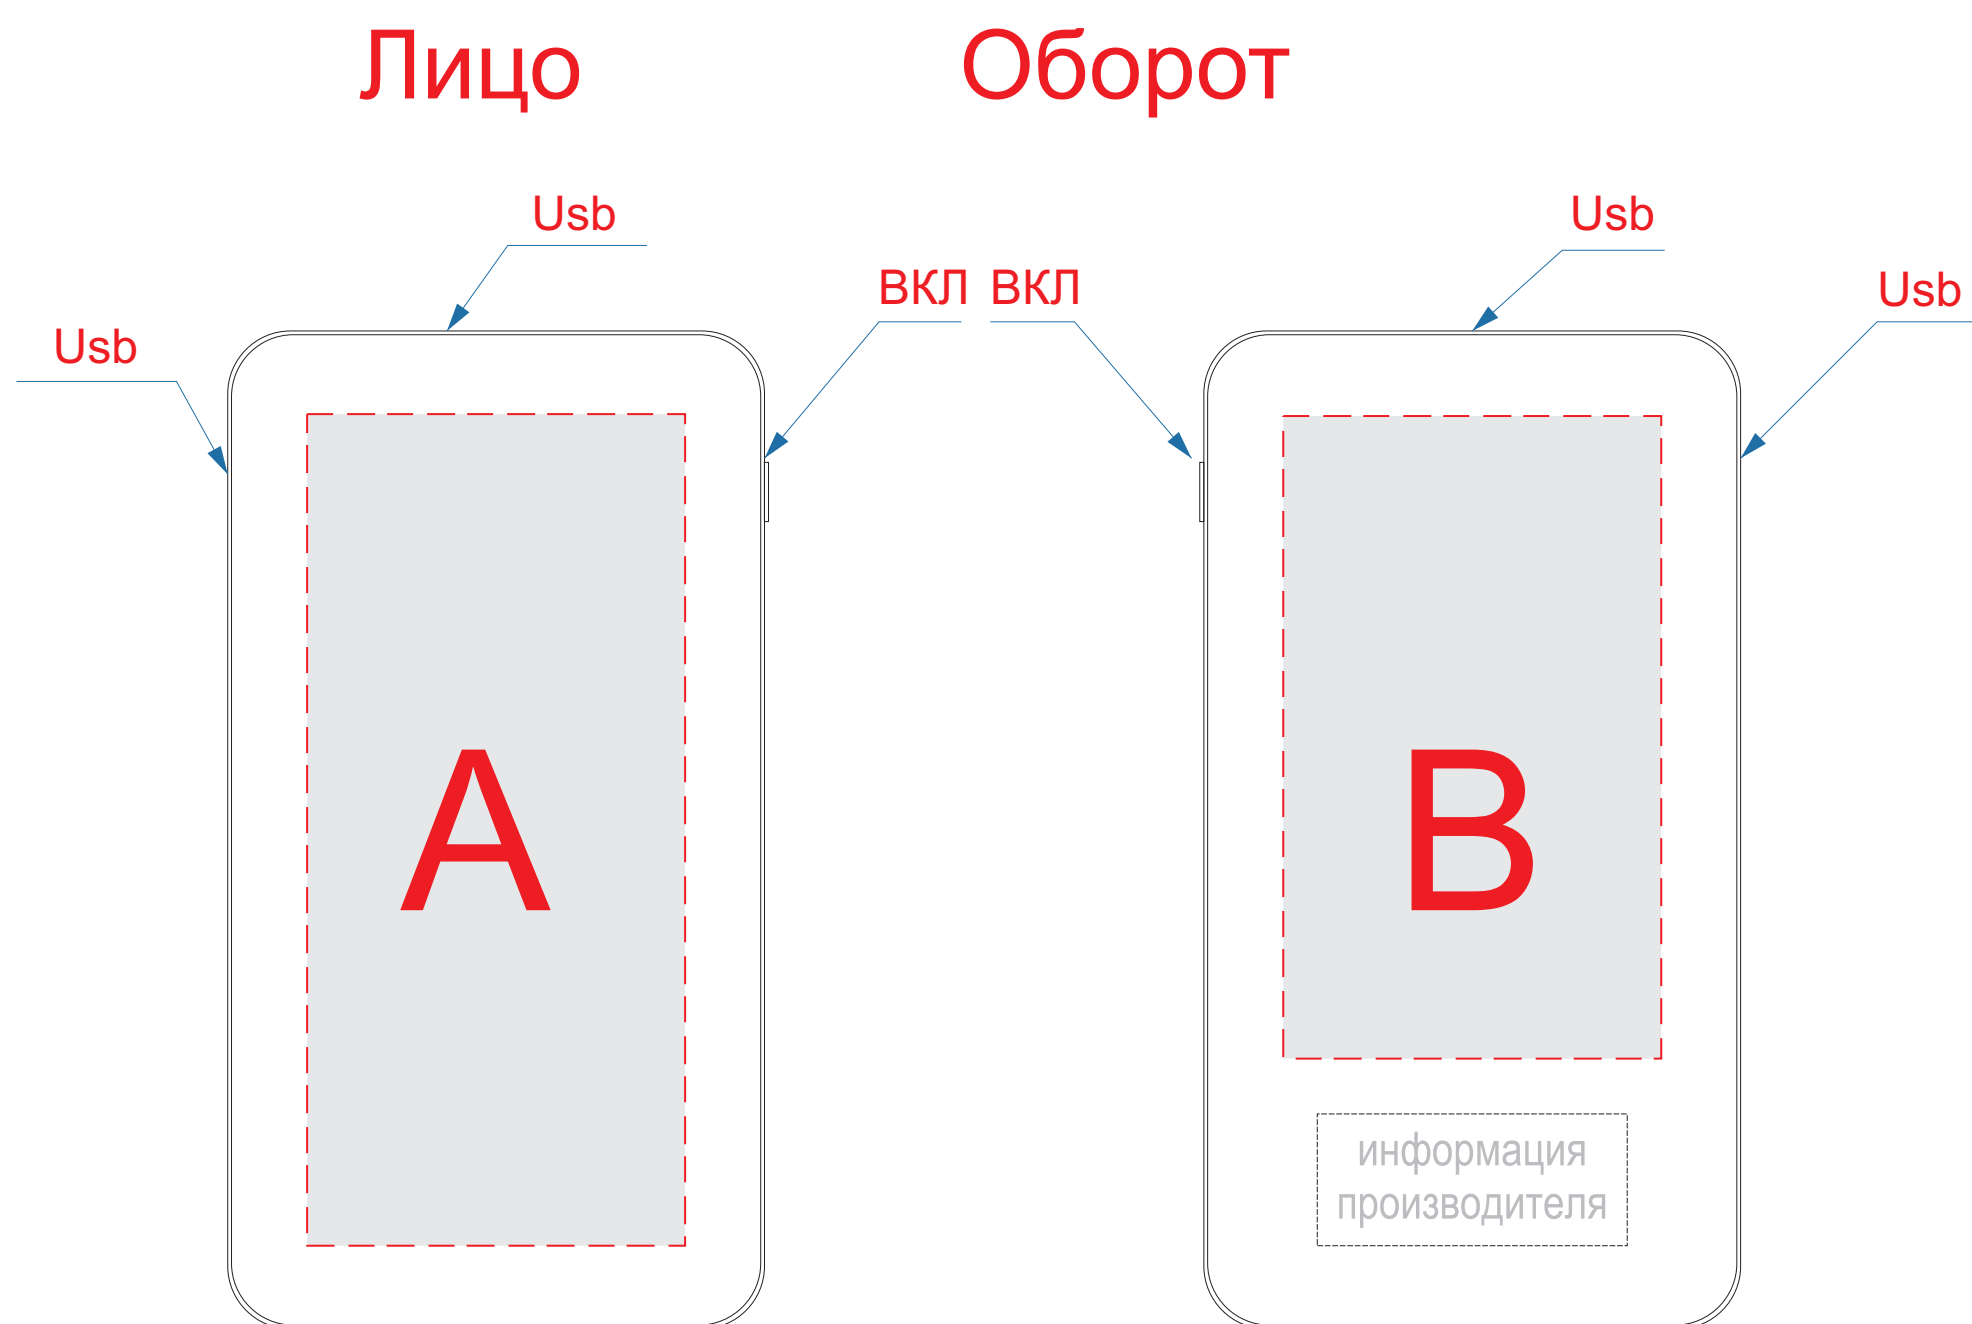 Лицо
Оборот
Usb
Usb
ВКЛ
ВКЛ
Usb
Usb
A
B
информация
производителя